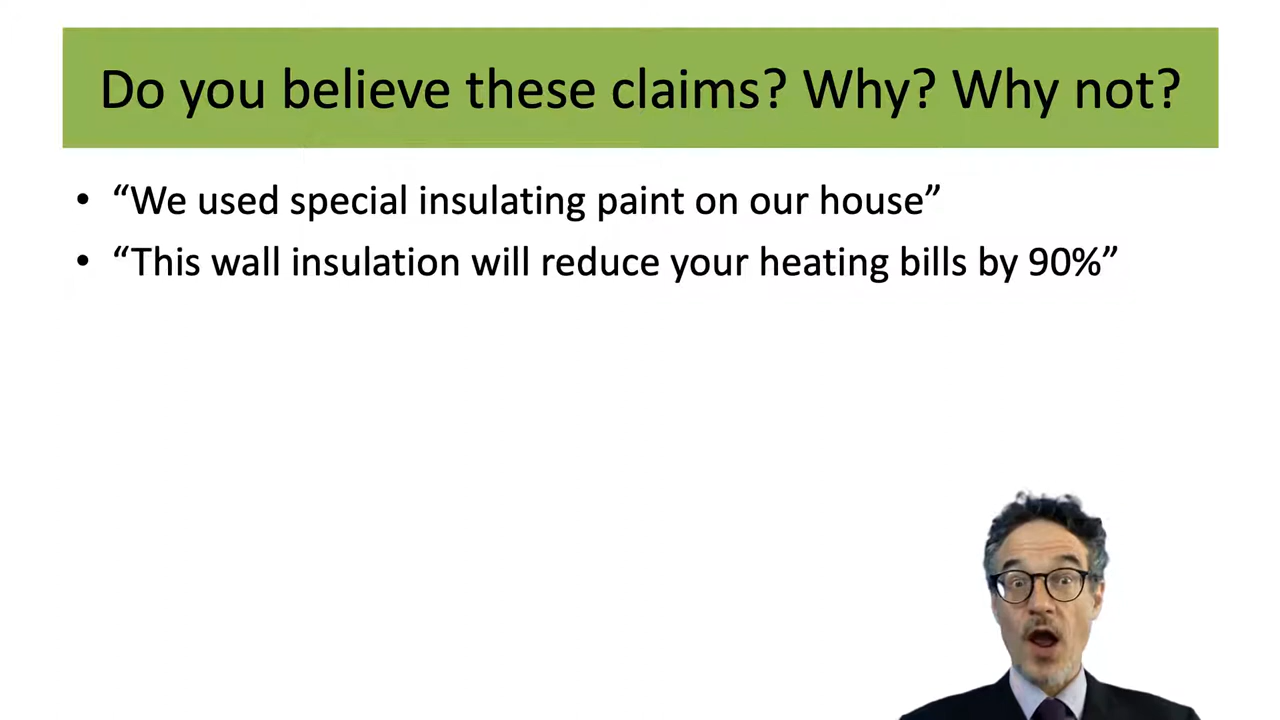 Do you believe these claims? Why? Why not?
• “We used special insulating paint on our house”
• “This wall insulation will reduce your heating bills by 90%”